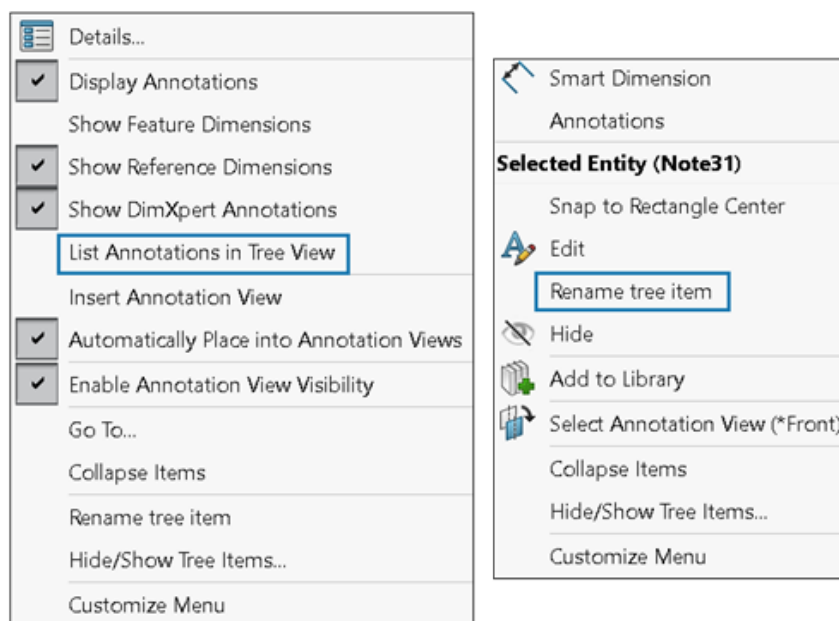 Details...
Display Annotations
Show Feature Dimensions
Show Reference Dimensions
Show DimXpert Annotations
List Annotations in Tree View
Insert Annotation View
Automatically Place into Annotation Views
Enable Annotation View Visibility
Go To...
Collapse Items
Rename tree item
Hide/Show Tree Items...
Customize Menu
Smart Dimension
Annotations
Selected Entity (Note31)
Snap to Rectangle Center
Edit
Rename tree item
Hide
Add to Library
Select Annotation View (*Front)
Collapse Items
Hide/Show Tree Items...
Customize Menu